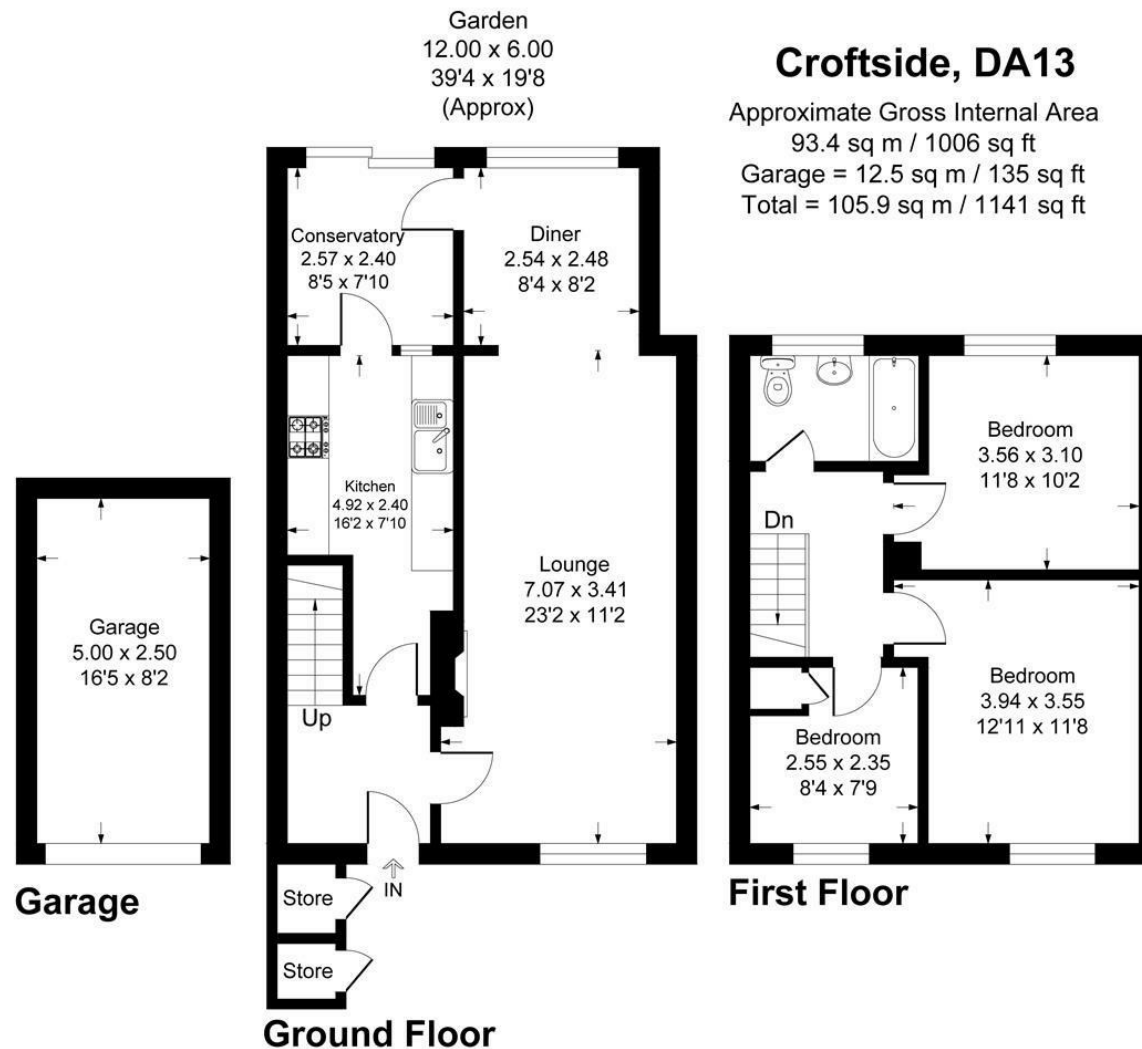 Garden
12.00 x 6.00
39'4 x 19'8
(Approx)
Croftside, DA13
Approximate Gross Internal Area
93.4 sq m / 1006 sq ft
Garage = 12.5 sq m / 135 sq ft
Total = 105.9 sq m / 1141 sq ft
Conservatory
2.57 x 2.40
8'5 x 7'10
Diner
2.54 x 2.48
8'4 x 8'2
Kitchen
4.92 x 2.40
16'2 x 7'10
Lounge
7.07 x 3.41
23'2 x 11'2
Up
IN
Store
Store
Ground Floor
Garage
5.00 x 2.50
16'5 x 8'2
Garage
Bedroom
3.56 x 3.10
11'8 x 10'2
Dn
Bedroom
3.94 x 3.55
12'11 x 11'8
Bedroom
2.55 x 2.35
8'4 x 7'9
First Floor